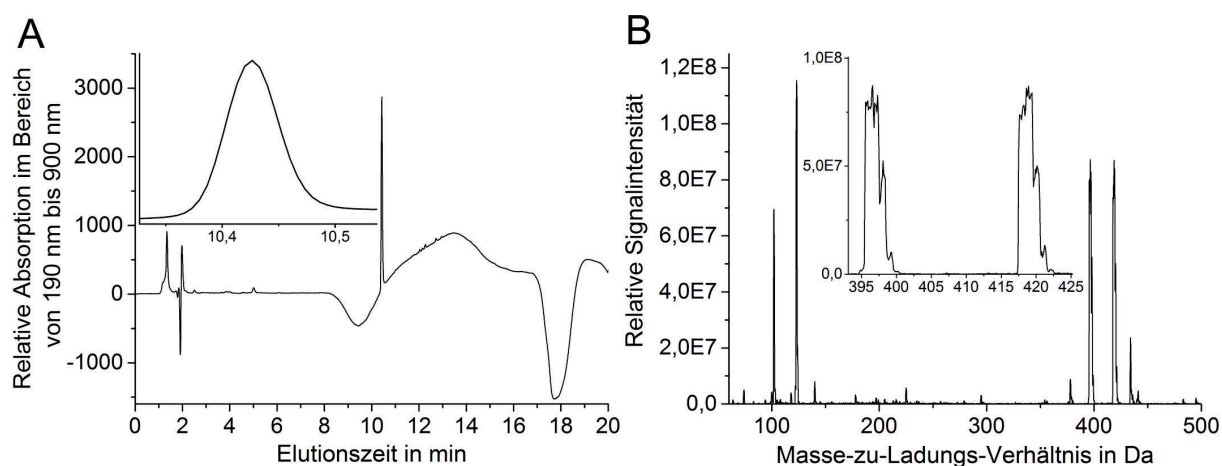 A
Relative Absorption im Bereich
von 190 nm bis 900 nm
3000
2000
1000
0
-1000
10,4 10,5
0 2 4 6 8 10 12 14 16 18 20
Elutionszeit in min
B
Relative Signalintensität
1,2E8
1,0E8
8,0E7
6,0E7
4,0E7
2,0E7
0,0
1,0E8
5,0E7
0,0
395 400 405 410 415 420 425
100 200 300 400 500
Masse-zu-Ladungs-Verhältnis in Da